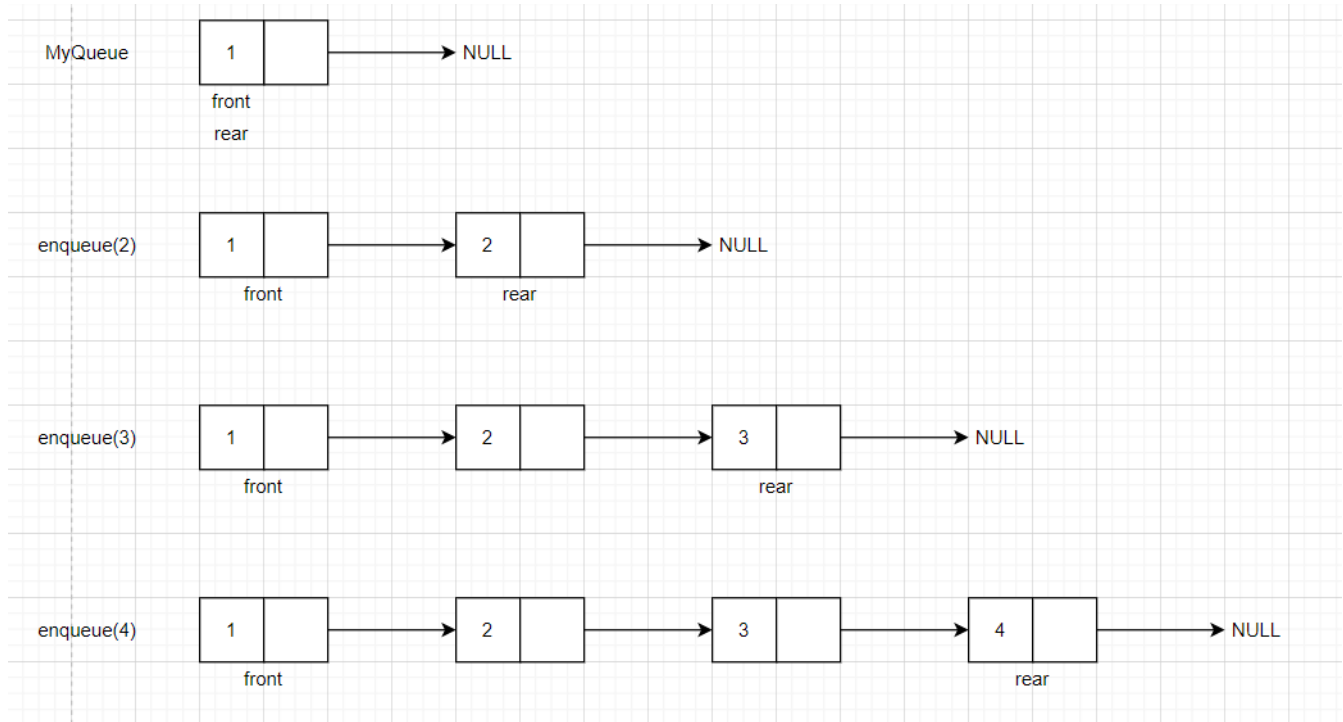 MyQueue 1 NULL
front
rear
enqueue(2) 1 2 NULL
front rear
enqueue(3) 1 2 3 NULL
front rear
enqueue(4) 1 2 3 4 NULL
front rear